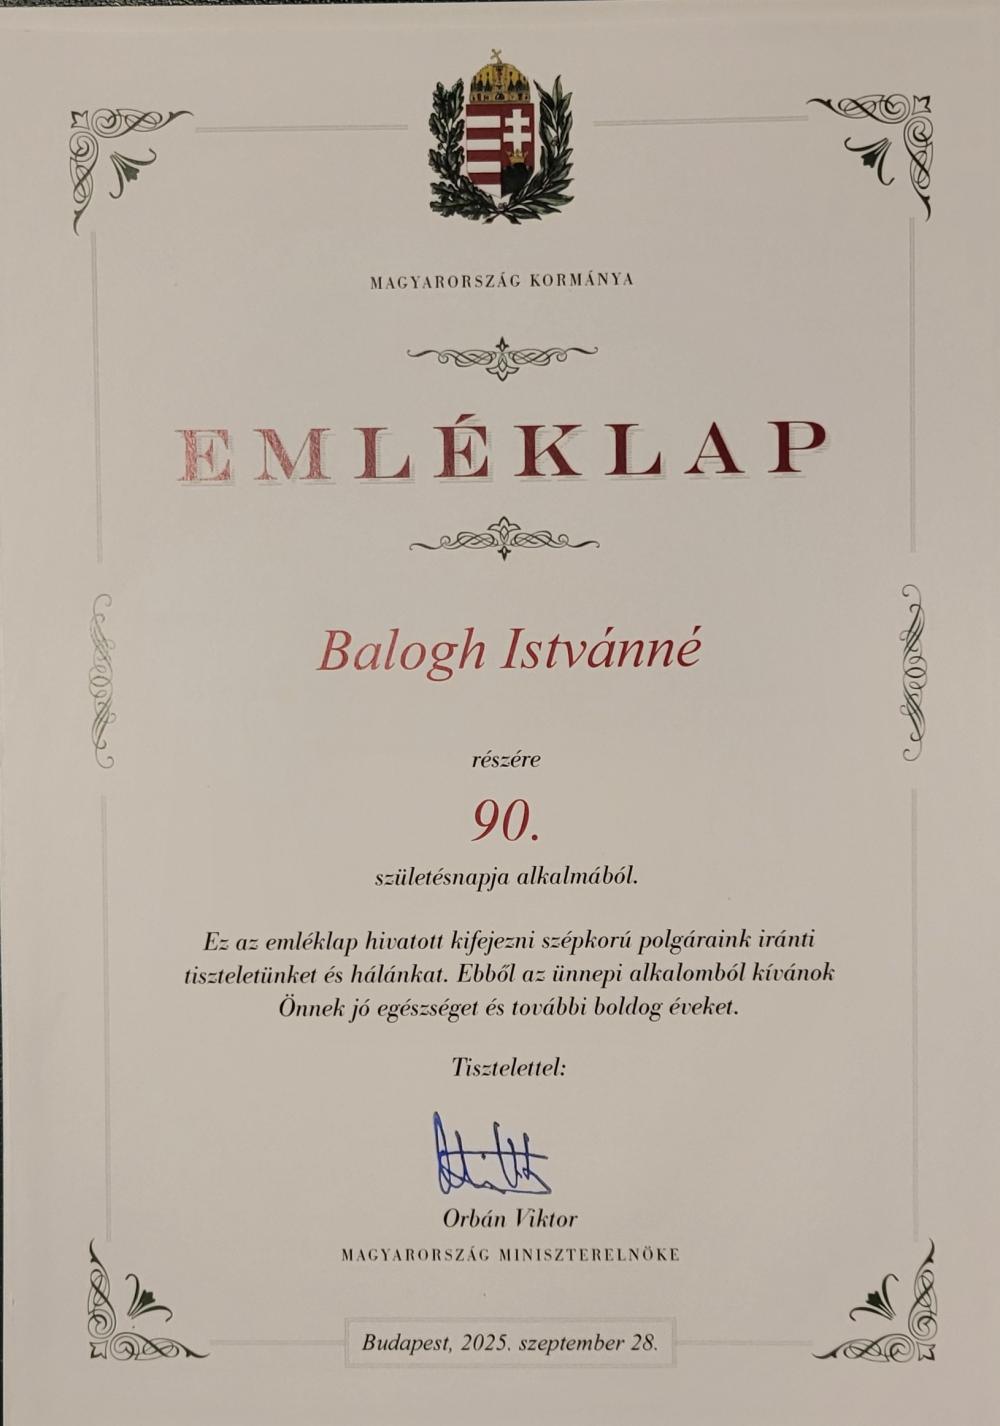 MAGYARORSZÁG KORMÁNYA
EMLÉKLAP
Balogh Istvánné
részére
90.
születésnapja alkalmából.
Ez az emléklap hivatott kifejezni szépkorú polgáraink iránti
tiszteletünket és hálánkat. Ebből az ünnepi alkalomból kívánok
Önnek jó egészséget és további boldog éveket.
Tisztelettel:
Orbán Viktor
MAGYARORSZÁG MINISZTERELNÖKE
Budapest, 2025. szeptember 28.